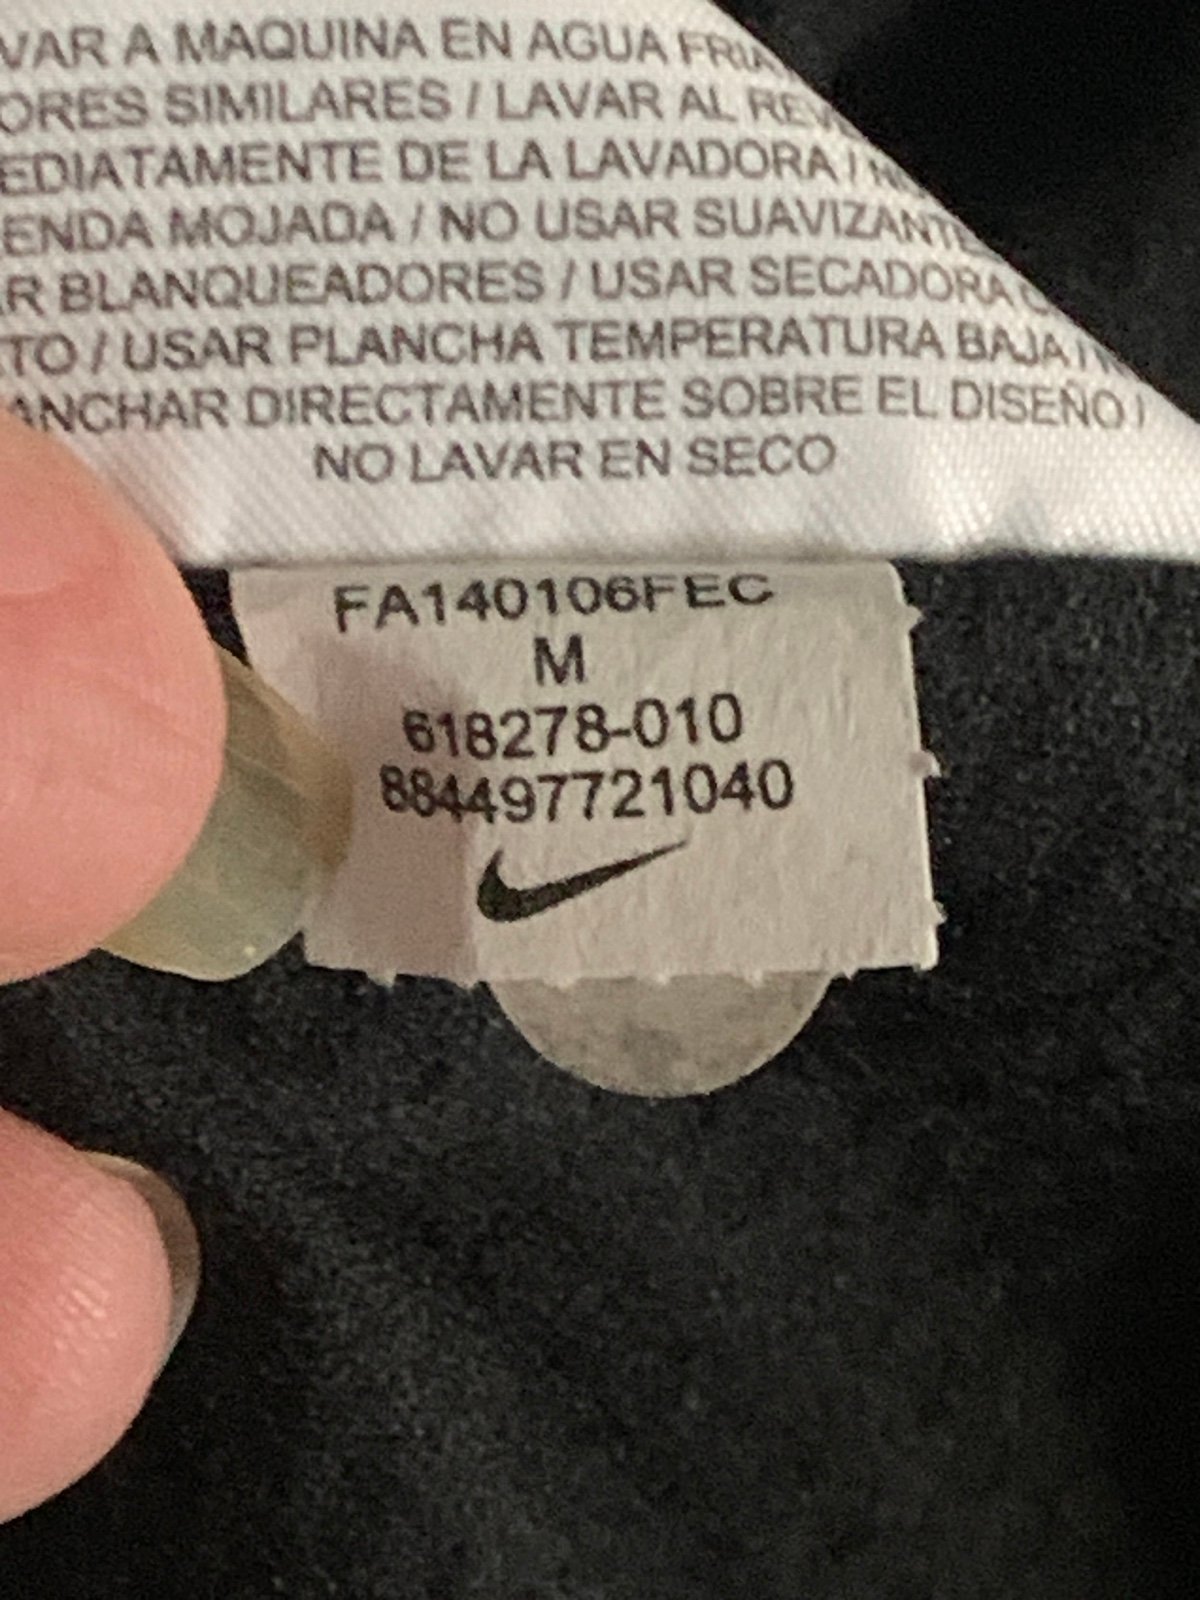 VAR A MAQUINA EN AGUA FRIA
ORES SIMILARES / LAVAR AL REV
EDIATAMENTE DE LA LAVADORA / NO
ENDA MOJADA / NO USAR SUAVIZANTE
R BLANQUEADORES / USAR SECADORA
TO / USAR PLANCHA TEMPERATURA BAJA /
ANCHAR DIRECTAMENTE SOBRE EL DISEÑO /
NO LAVAR EN SECO
FA140106FEC
M
618278-010
884497721040